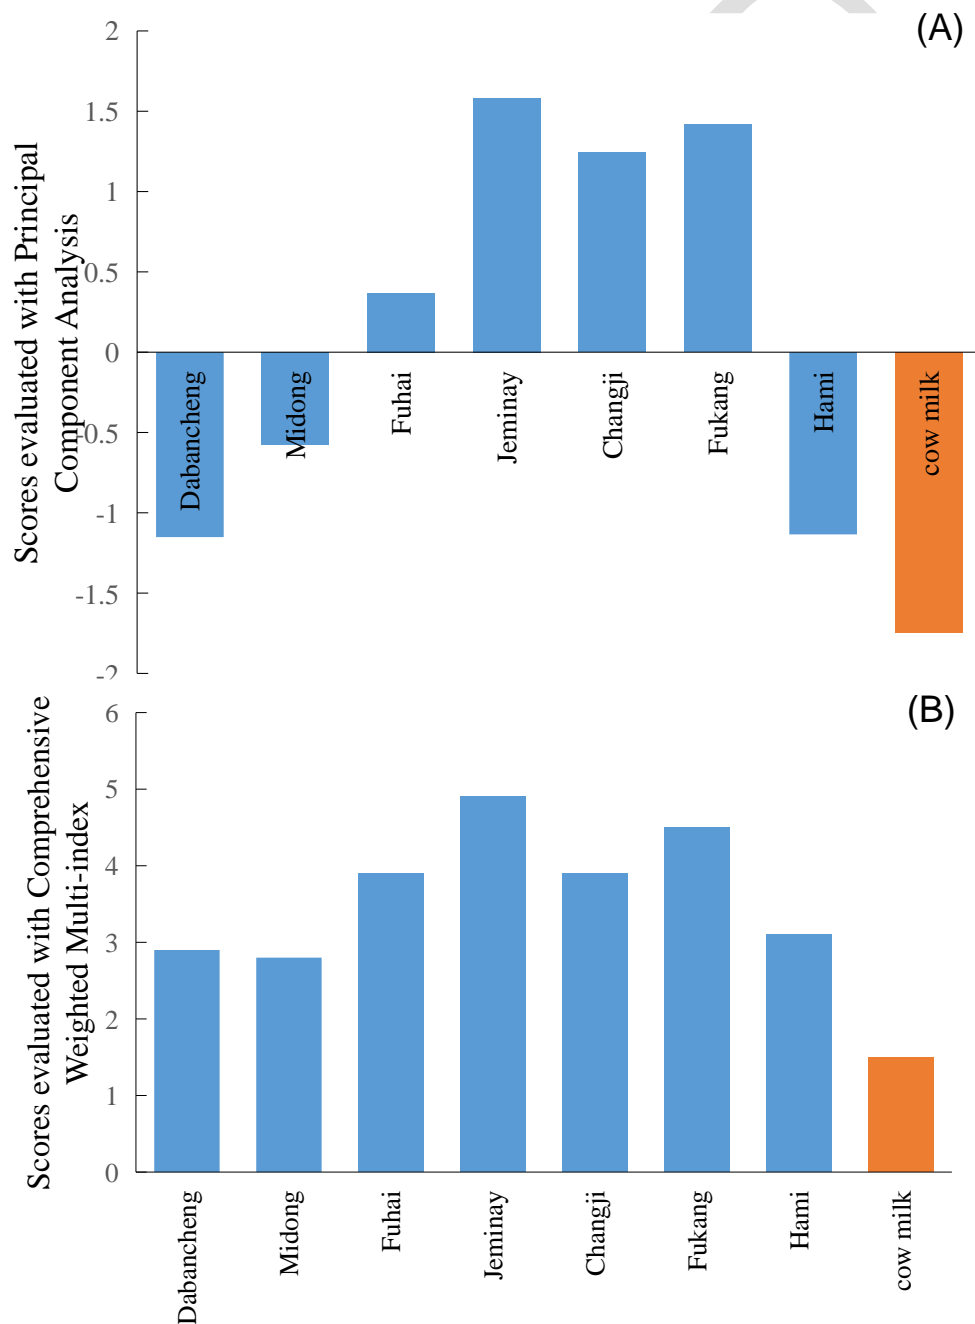 (A)
2
1.5
1
0.5
0
-0.5
-1
-1.5
-2
Scores evaluated with Principal
Component Analysis
Dabancheng
Midong
Fuhai
Jeminay
Changji
Fukang
Hami
cow milk
(B)
6
5
4
3
2
1
0
Scores evaluated with Comprehensive
Weighted Multi-index
Dabancheng
Midong
Fuhai
Jeminay
Changji
Fukang
Hami
cow milk